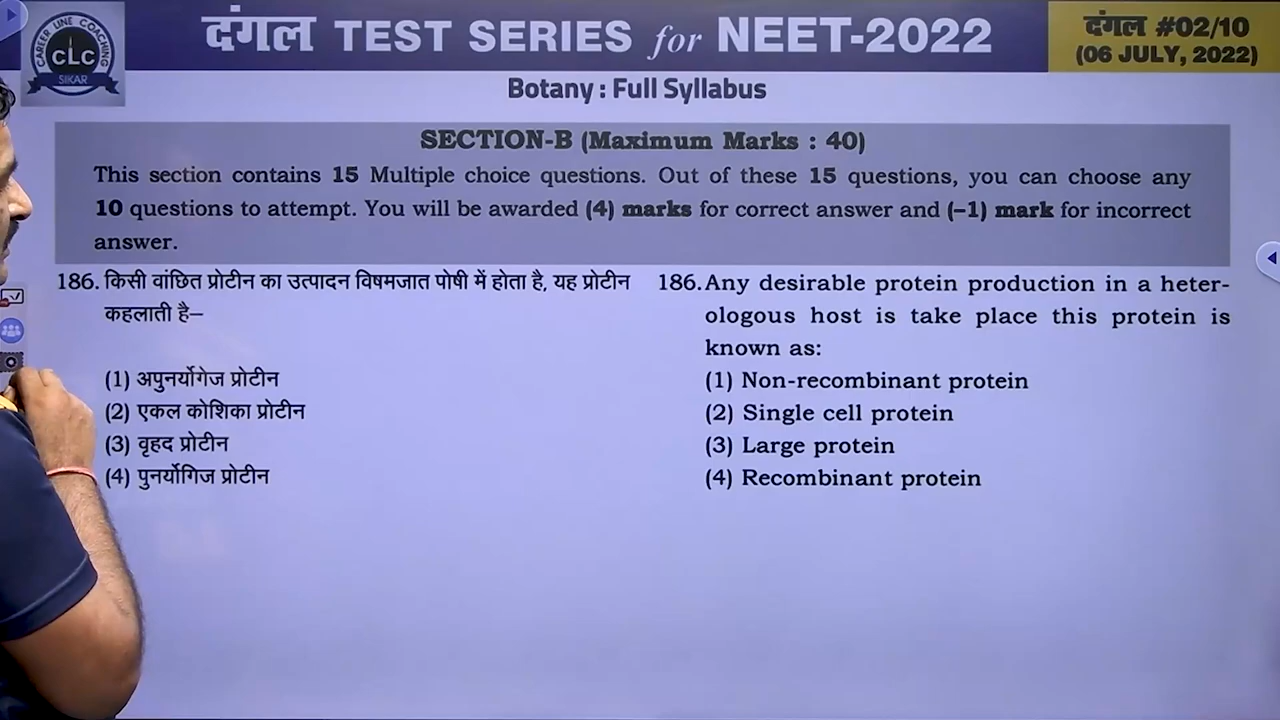 CAREER LINE COACHING
CLC
SIKAR
दंगल TEST SERIES for NEET-2022
दंगल #02/10
(06 JULY, 2022)
Botany : Full Syllabus
SECTION-B (Maximum Marks : 40)
This section contains 15 Multiple choice questions. Out of these 15 questions, you can choose any
10 questions to attempt. You will be awarded (4) marks for correct answer and (–1) mark for incorrect
answer.
186. किसी वांछित प्रोटीन का उत्पादन विषमजात पोषी में होता है, यह प्रोटीन
कहलाती है–
(1) अपुनर्योगेज प्रोटीन
(2) एकल कोशिका प्रोटीन
(3) वृहद प्रोटीन
(4) पुनर्योगिज प्रोटीन
186. Any desirable protein production in a heter-
ologous host is take place this protein is
known as:
(1) Non-recombinant protein
(2) Single cell protein
(3) Large protein
(4) Recombinant protein